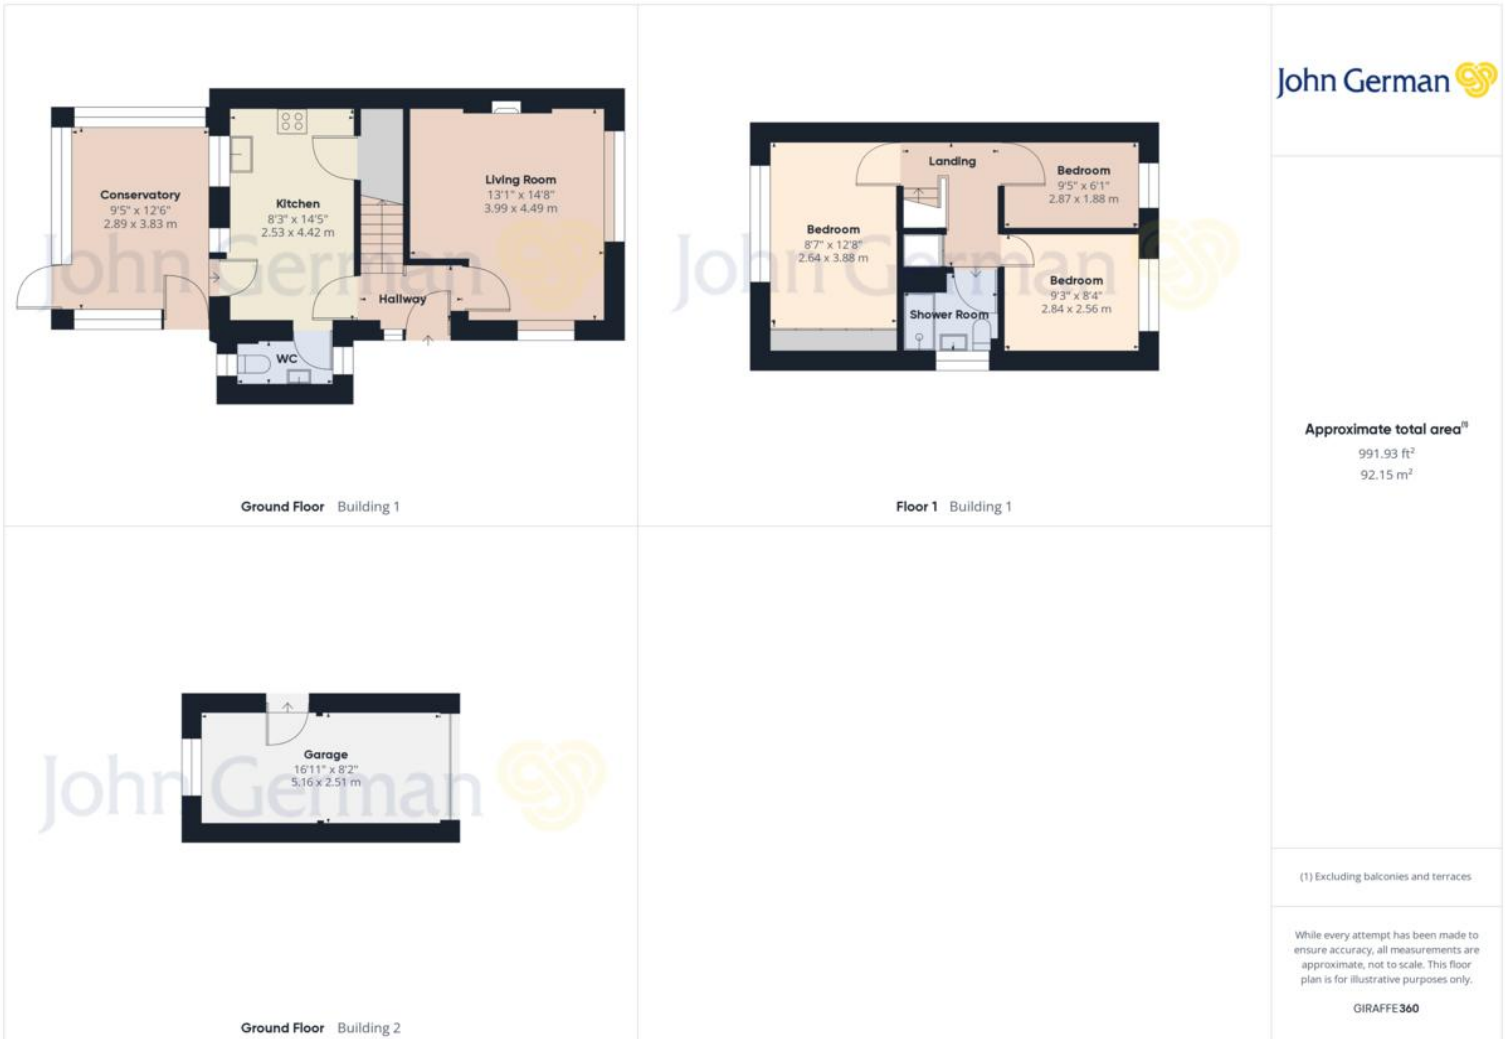 Conservatory
9'5" x 12'6"
2.89 x 3.83 m
Kitchen
8'3" x 14'5"
2.53 x 4.42 m
Living Room
13'1" x 14'8"
3.99 x 4.49 m
Hallway
WC
Ground Floor Building 1
Landing
Bedroom
9'5" x 6'1"
2.87 x 1.88 m
Bedroom
8'7" x 12'8"
2.64 x 3.88 m
Bedroom
9'3" x 8'4"
2.84 x 2.56 m
Shower Room
Floor 1 Building 1
Garage
16'11" x 8'2"
5.16 x 2.51 m
Ground Floor Building 2
John German
John German
John German
John German
Approximate total area(1)
991.93 ft²
92.15 m²
(1) Excluding balconies and terraces
While every attempt has been made to
ensure accuracy, all measurements are
approximate, not to scale. This floor
plan is for illustrative purposes only.
GIRAFFE360